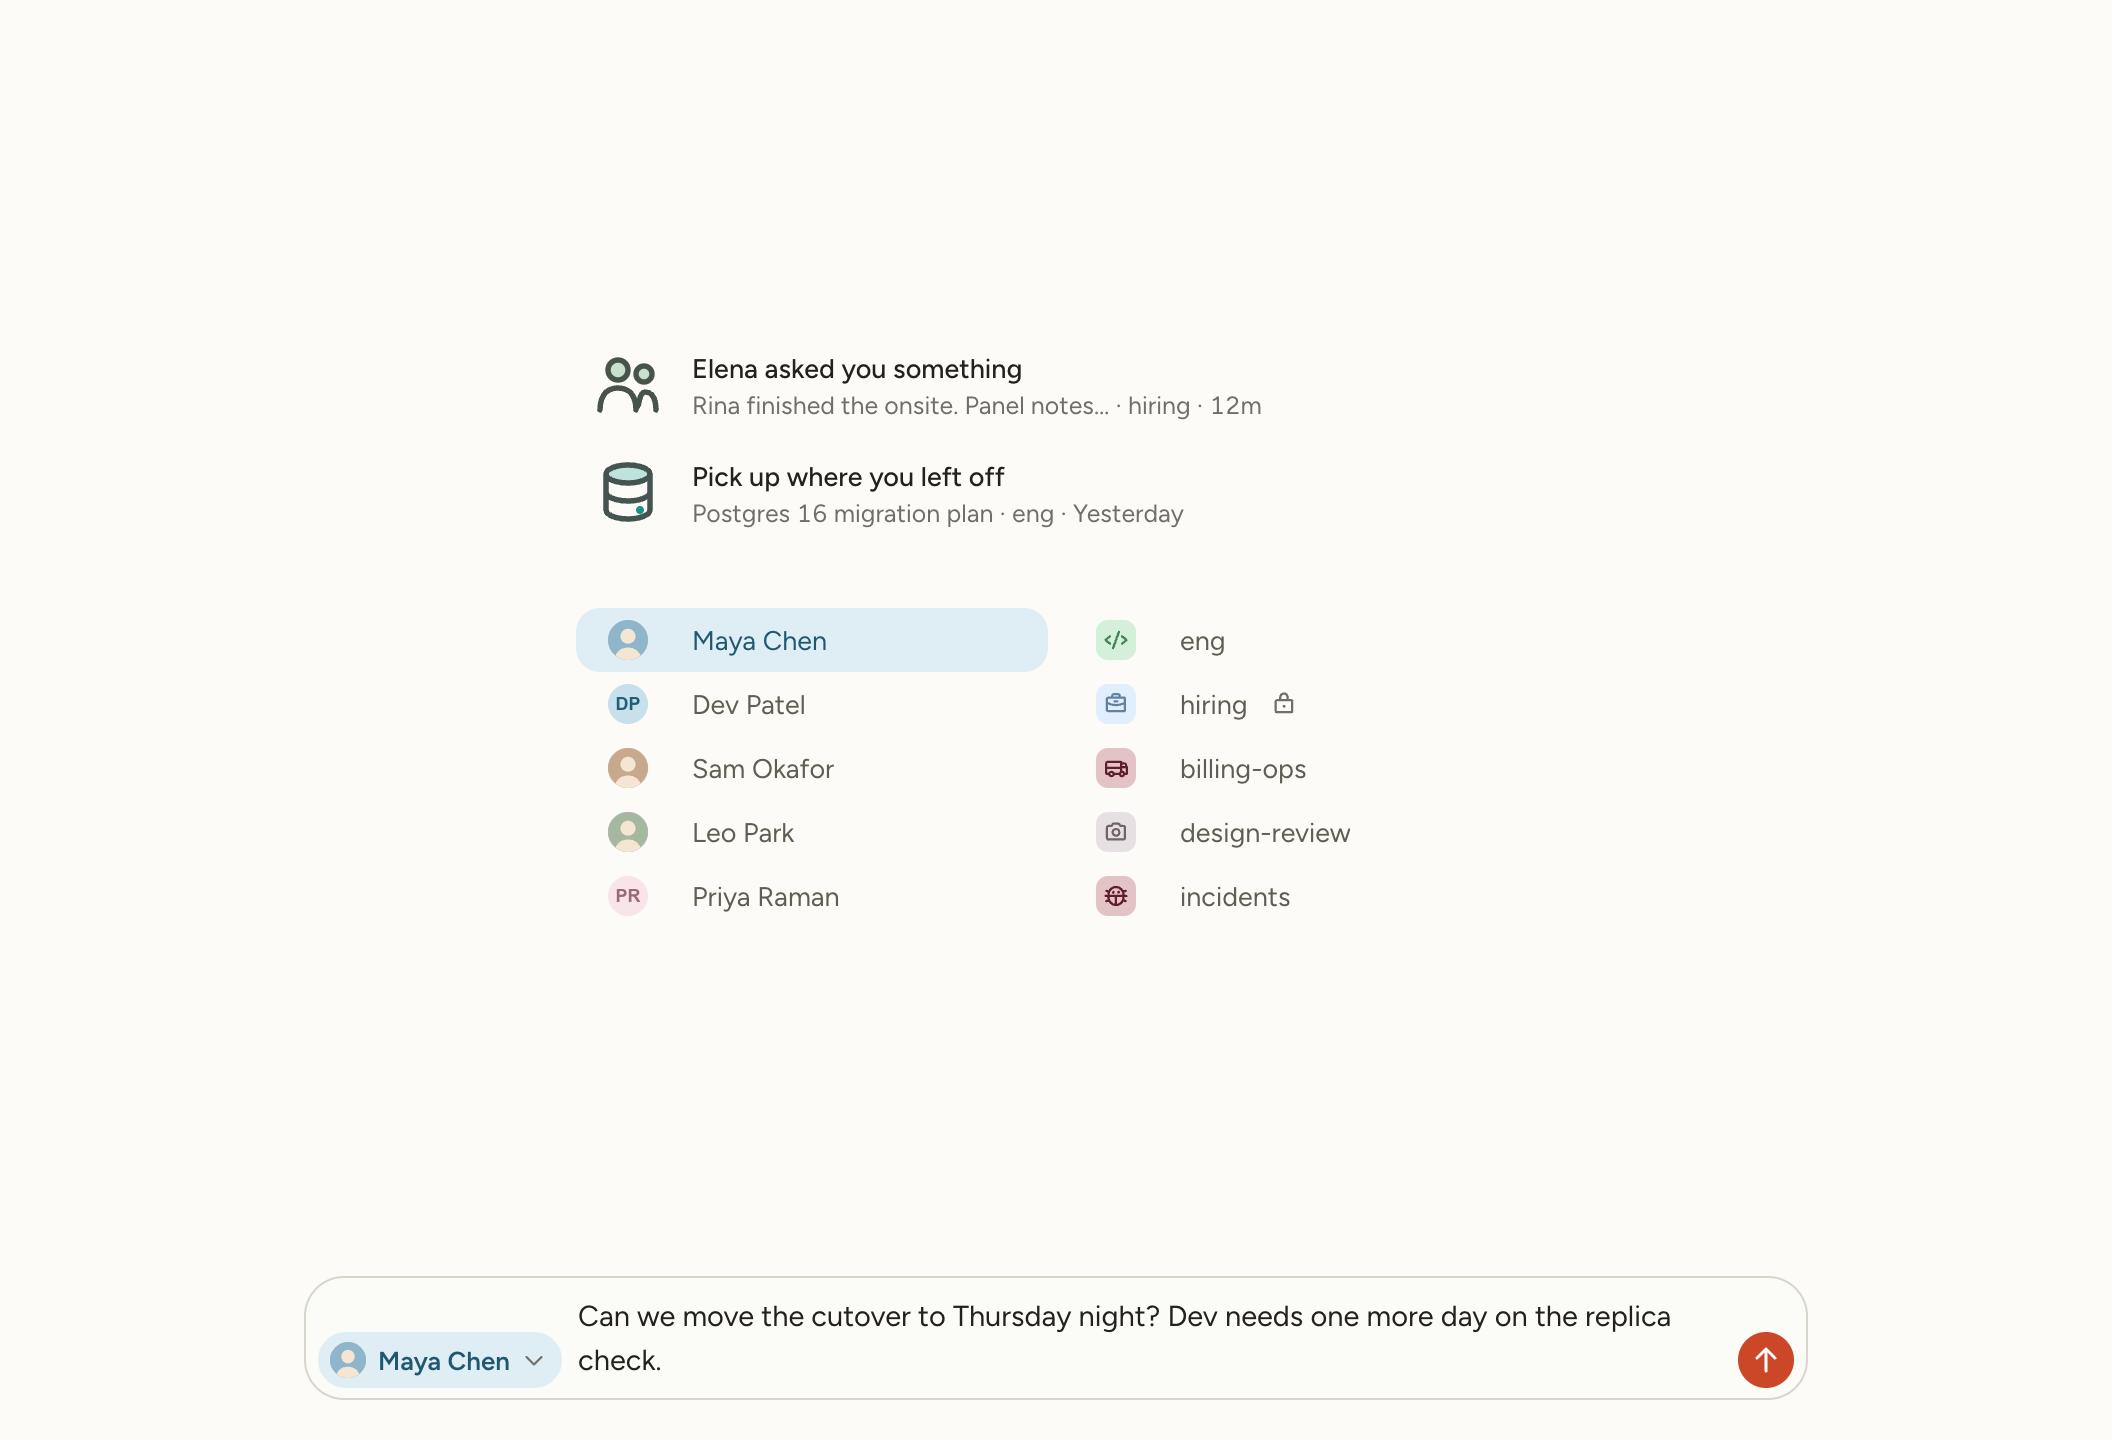 Elena asked you something
Rina finished the onsite. Panel notes... · hiring · 12m
Pick up where you left off
Postgres 16 migration plan · eng · Yesterday
Maya Chen
DP Dev Patel
Sam Okafor
Leo Park
PR Priya Raman
eng
hiring
billing-ops
design-review
incidents
Maya Chen
Can we move the cutover to Thursday night? Dev needs one more day on the replica
check.